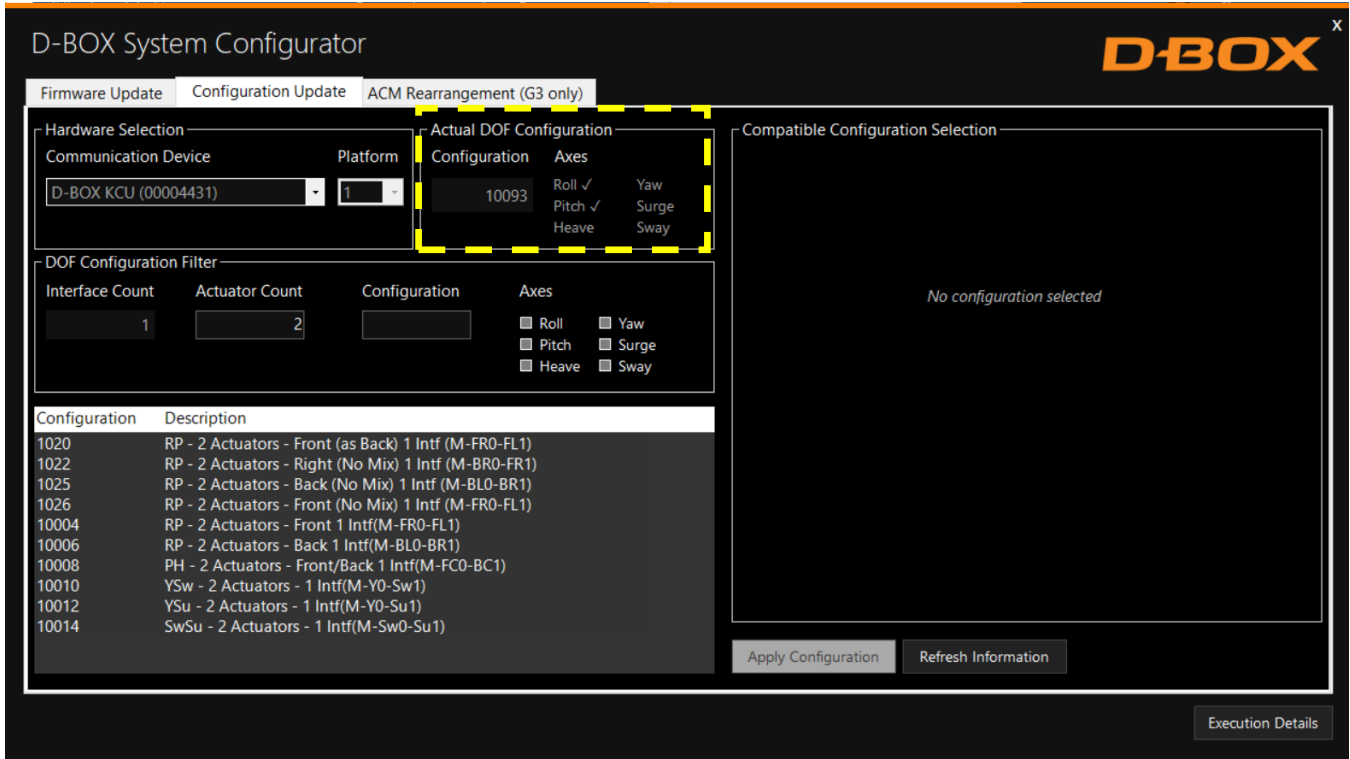 D-BOX System Configurator
D-BOX
X
Firmware Update
Configuration Update
ACM Rearrangement (G3 only)
Hardware Selection
Communication Device
Platform
D-BOX KCU (00004431)
1
Actual DOF Configuration
Configuration
Axes
10093
Roll ✓
Yaw
Pitch ✓
Surge
Heave
Sway
DOF Configuration Filter
Interface Count
Actuator Count
Configuration
Axes
1
2
Roll
Yaw
Pitch
Surge
Heave
Sway
Configuration Description
1020 RP - 2 Actuators - Front (as Back) 1 Intf (M-FR0-FL1)
1022 RP - 2 Actuators - Right (No Mix) 1 Intf (M-BR0-FR1)
1025 RP - 2 Actuators - Back (No Mix) 1 Intf (M-BL0-BR1)
1026 RP - 2 Actuators - Front (No Mix) 1 Intf (M-FR0-FL1)
10004 RP - 2 Actuators - Front 1 Intf(M-FR0-FL1)
10006 RP - 2 Actuators - Back 1 Intf(M-BL0-BR1)
10008 PH - 2 Actuators - Front/Back 1 Intf(M-FC0-BC1)
10010 YSw - 2 Actuators - 1 Intf(M-Y0-Sw1)
10012 YSu - 2 Actuators - 1 Intf(M-Y0-Su1)
10014 SwSu - 2 Actuators - 1 Intf(M-Sw0-Su1)
Compatible Configuration Selection
No configuration selected
Apply Configuration
Refresh Information
Execution Details